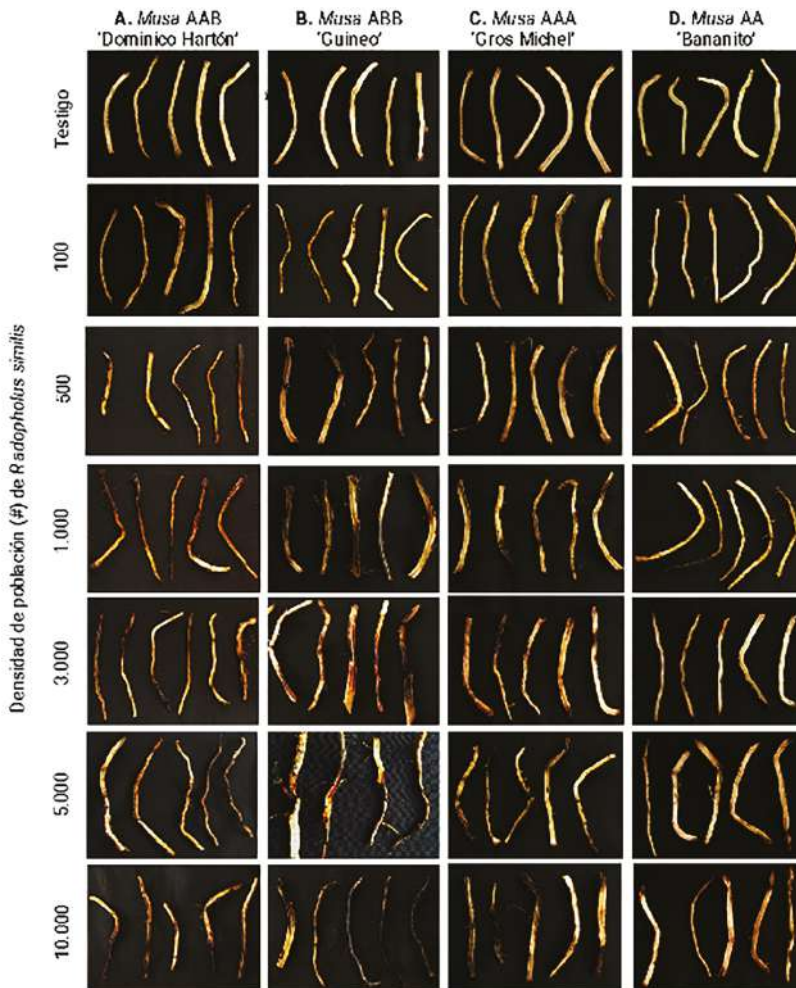 A. Musa AAB
'Dominico Hartón'
B. Musa ABB
'Guineo'
C. Musa AAA
'Gros Michel'
D. Musa AA
'Bananito'
Densidad de población (#) de Radopholus similis
Testigo
100
500
1.000
3.000
5.000
10.000